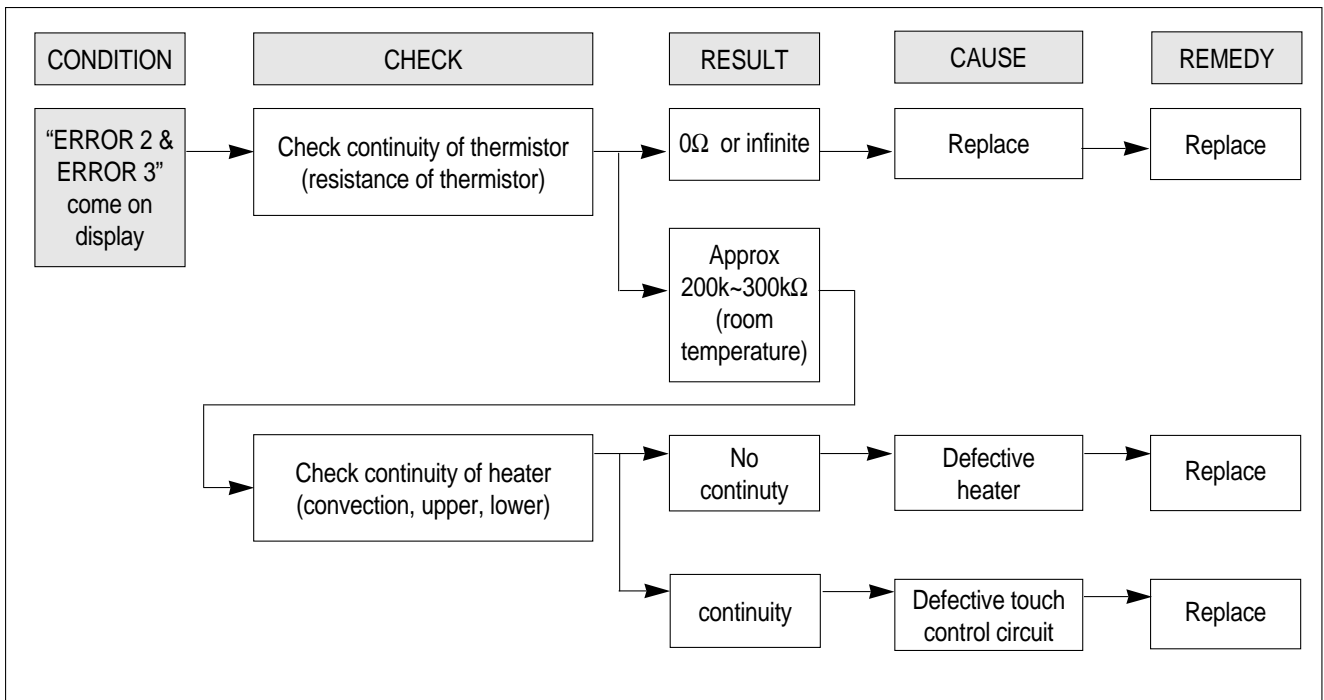 CONDITION
CHECK
RESULT
CAUSE
REMEDY
“ERROR 2 &
ERROR 3”
come on
display
Check continuity of thermistor
(resistance of thermistor)
0Ω or infinite
Replace
Replace
Approx
200k~300kΩ
(room
temperature)
Check continuity of heater
(convection, upper, lower)
No
continuty
Defective
heater
Replace
continuity
Defective touch
control circuit
Replace